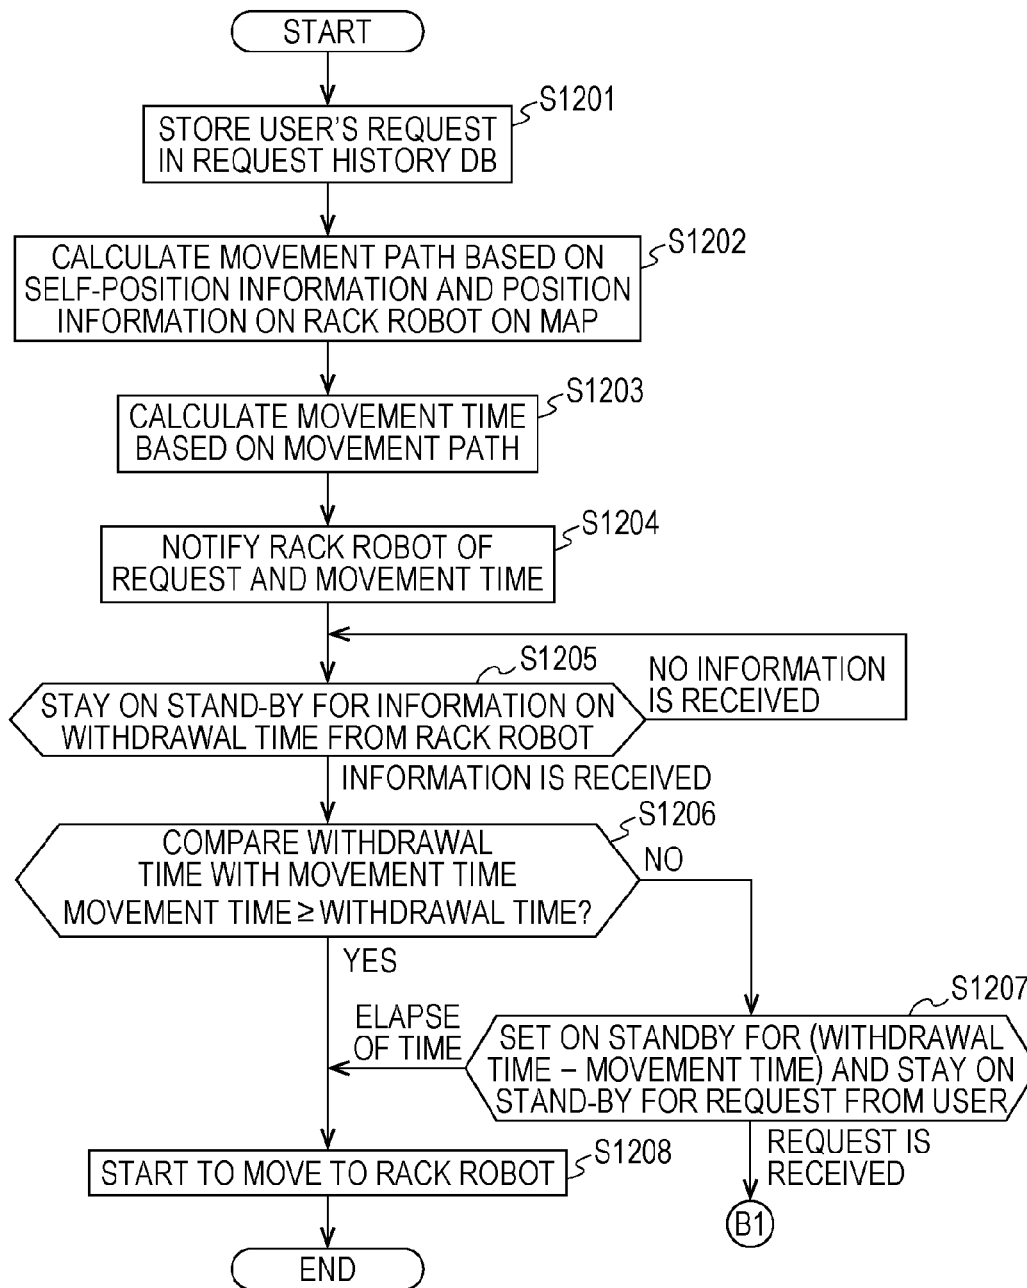 START
S1201
STORE USER'S REQUEST
IN REQUEST HISTORY DB
S1202
CALCULATE MOVEMENT PATH BASED ON
SELF-POSITION INFORMATION AND POSITION
INFORMATION ON RACK ROBOT ON MAP
S1203
CALCULATE MOVEMENT TIME
BASED ON MOVEMENT PATH
S1204
NOTIFY RACK ROBOT OF
REQUEST AND MOVEMENT TIME
S1205
NO INFORMATION
IS RECEIVED
STAY ON STAND-BY FOR INFORMATION ON
WITHDRAWAL TIME FROM RACK ROBOT
INFORMATION IS RECEIVED
S1206
COMPARE WITHDRAWAL
TIME WITH MOVEMENT TIME
MOVEMENT TIME ≥ WITHDRAWAL TIME?
NO
YES
S1207
ELAPSE
OF TIME
SET ON STANDBY FOR (WITHDRAWAL
TIME – MOVEMENT TIME) AND STAY ON
STAND-BY FOR REQUEST FROM USER
REQUEST IS
RECEIVED
S1208
START TO MOVE TO RACK ROBOT
B1
END